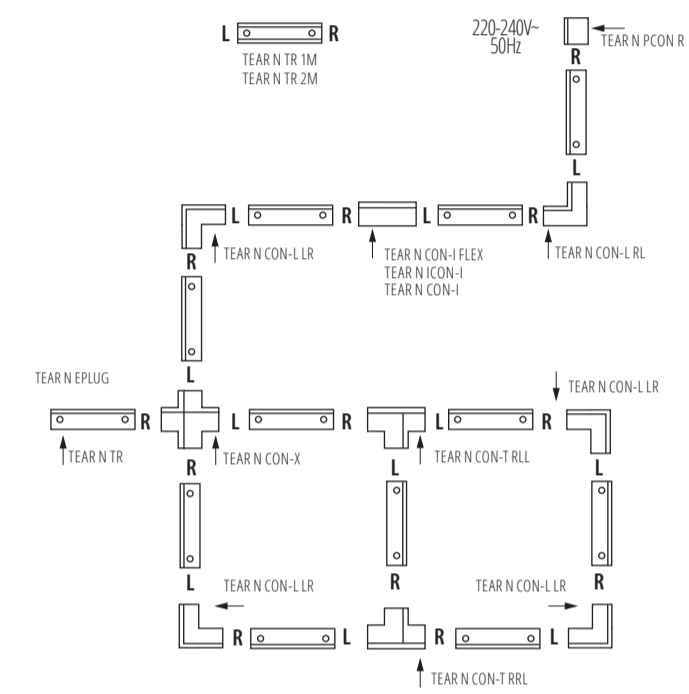 L R
TEAR N TR 1M
TEAR N TR 2M
220-240V~
50Hz
TEAR N PCON R
R
L
L R L R
TEAR N CON-L LR
TEAR N CON-I FLEX
TEAR N ICON-I
TEAR N CON-I
TEAR N CON-L RL
R
L
TEAR N EPLUG
TEAR N CON-L LR
R L R L R
TEAR N TR
TEAR N CON-X
TEAR N CON-T RLL
R L L
L R R
TEAR N CON-L LR
TEAR N CON-L LR
R L R L
TEAR N CON-T RRL